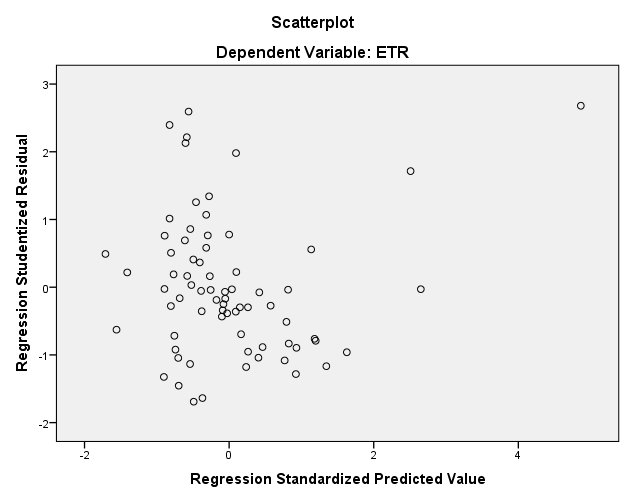 Scatterplot
Dependent Variable: ETR
Regression Studentized Residual
3
2
1
0
-1
-2
-2
0
2
4
Regression Standardized Predicted Value